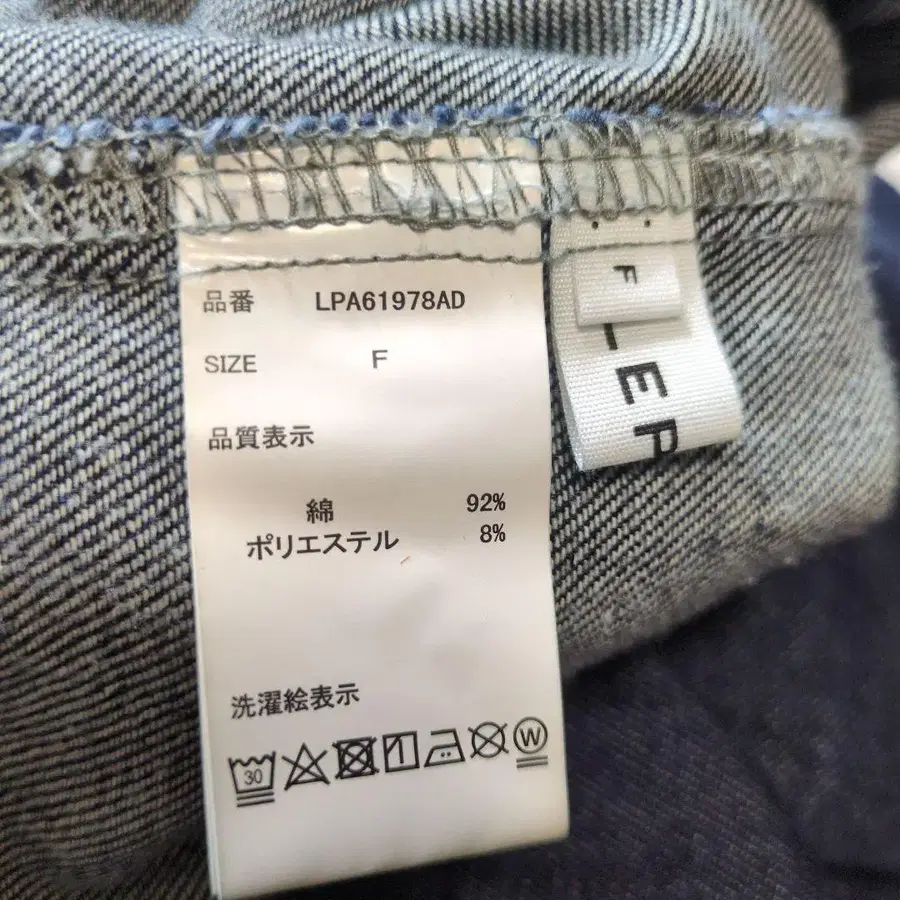 品番 LPA61978AD
SIZE F
品質表示
綿 92%
ポリエステル 8%
洗濯絵表示
30
W
F
LEP